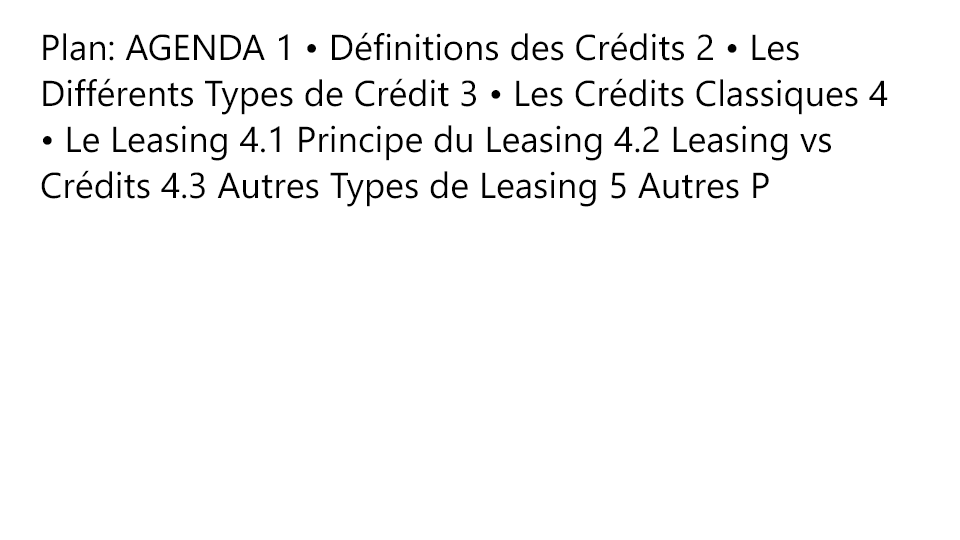 Plan: AGENDA 1 • Définitions des Crédits 2 • Les
Différents Types de Crédit 3 • Les Crédits Classiques 4
• Le Leasing 4.1 Principe du Leasing 4.2 Leasing vs
Crédits 4.3 Autres Types de Leasing 5 Autres P